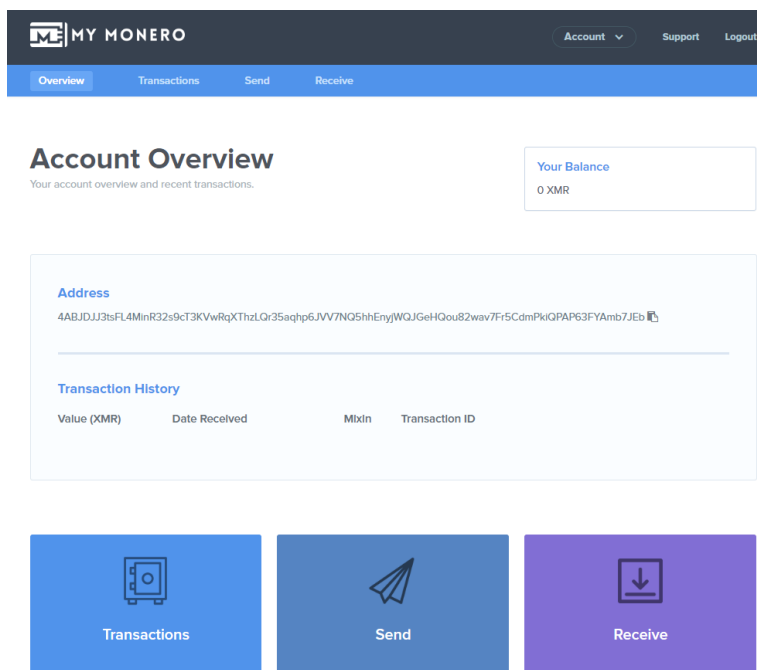 MY MONERO
Account
Support
Logout
Overview
Transactions
Send
Receive
Account Overview
Your account overview and recent transactions.
Your Balance
0 XMR
Address
4ABJDJJ3tsFL4MinR32s9cT3KVwRqXThzLQr35aqhp6JVV7NQ5hhEnyjWQJGeHQou82wav7Fr5CdmPkiQPAP63FYAmb7JEb
Transaction History
Value (XMR)
Date Received
Mixin
Transaction ID
Transactions
Send
Receive